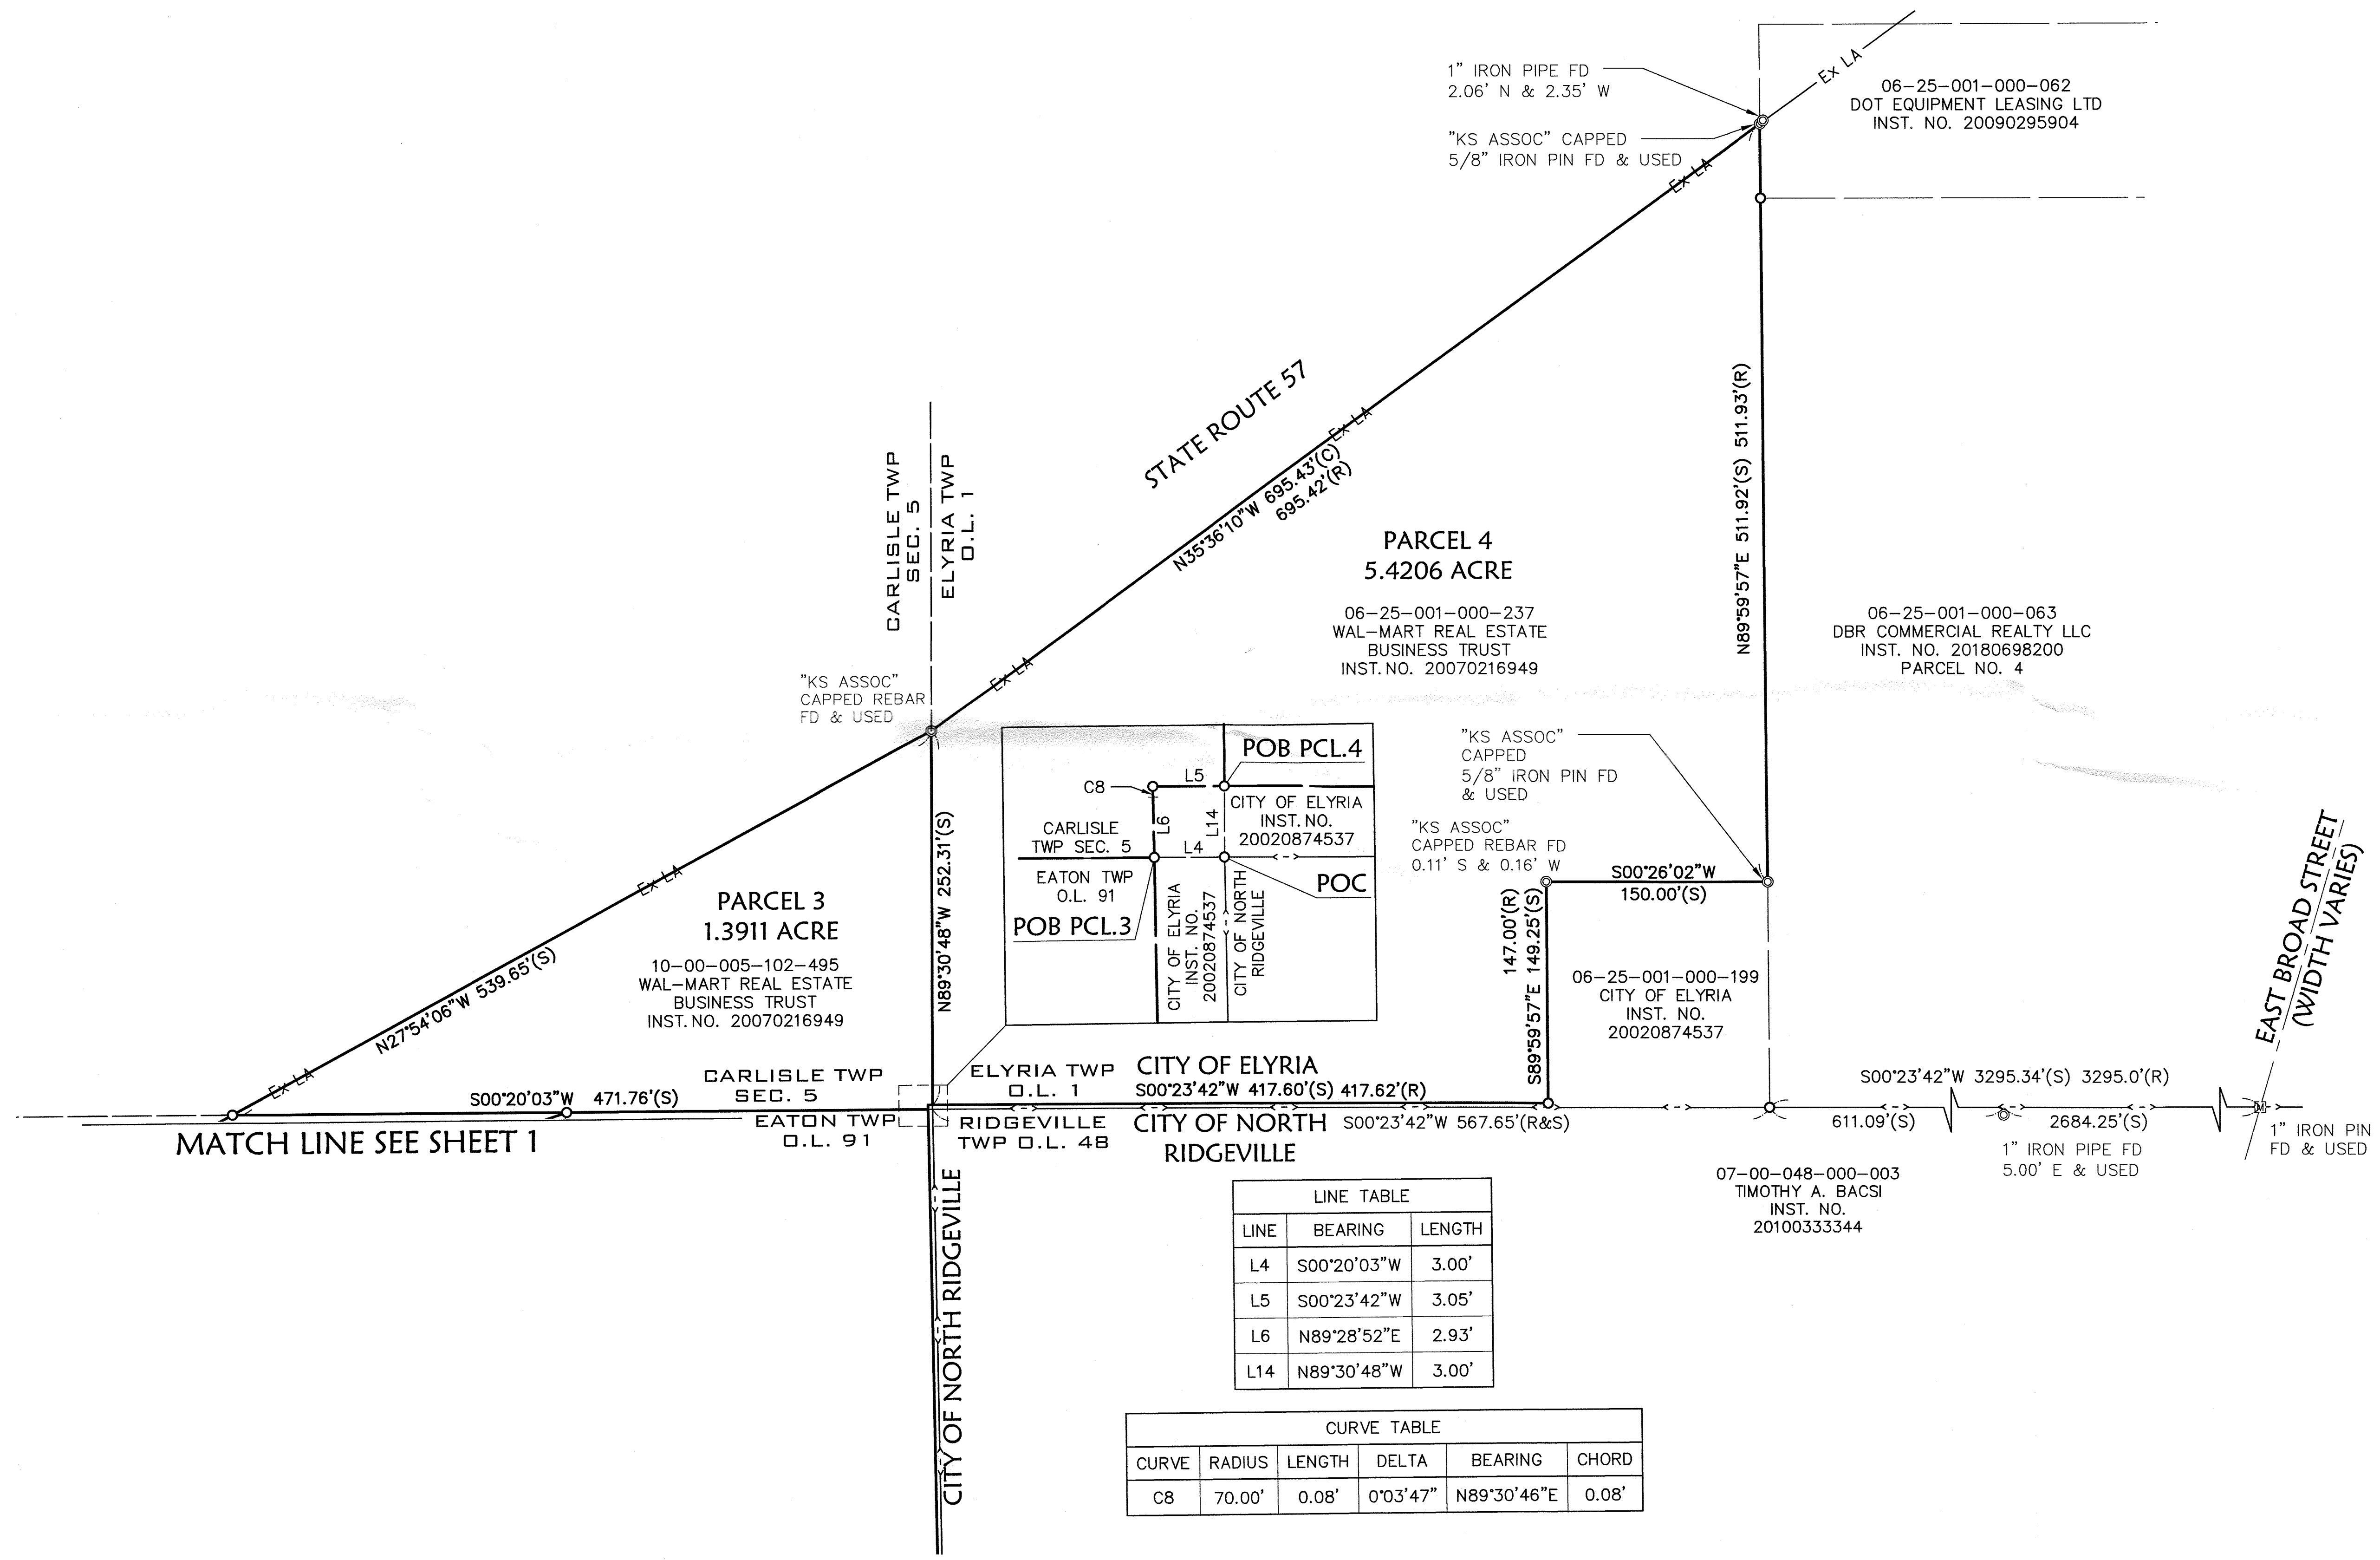 Ex LA
1" IRON PIPE FD
2.06' N & 2.35' W
"KS ASSOC" CAPPED
5/8" IRON PIN FD & USED
Ex LA
06-25-001-000-062
DOT EQUIPMENT LEASING LTD
INST. NO. 20090295904
STATE ROUTE 57
Ex LA
N35°36'10"W 695.43'(C)
695.42'(R)
N89°59'57"E 511.92'(S) 511.93'(R)
CARLISLE TWP
SEC. 5
ELYRIA TWP
O.L. 1
PARCEL 4
5.4206 ACRE
06-25-001-000-237
WAL-MART REAL ESTATE
BUSINESS TRUST
INST.NO. 20070216949
06-25-001-000-063
DBR COMMERCIAL REALTY LLC
INST. NO. 20180698200
PARCEL NO. 4
Ex LA
"KS ASSOC"
CAPPED REBAR
FD & USED
N89°30'48"W 252.31'(S)
POB PCL.4
L5
C8
CITY OF ELYRIA
INST.NO.
20020874537
L6
L14
CARLISLE
TWP SEC. 5
L4
EATON TWP
O.L. 91
POC
POB PCL.3
CITY OF ELYRIA
INST. NO.
20020874537
CITY OF NORTH
RIDGEVILLE
"KS ASSOC"
CAPPED
5/8" IRON PIN FD
& USED
"KS ASSOC"
CAPPED REBAR FD
0.11' S & 0.16' W
S00°26'02"W
150.00'(S)
147.00'(R)
S89°59'57"E 149.25'(S)
06-25-001-000-199
CITY OF ELYRIA
INST. NO.
20020874537
EAST BROAD STREET
(WIDTH VARIES)
Ex LA
PARCEL 3
1.3911 ACRE
10-00-005-102-495
WAL-MART REAL ESTATE
BUSINESS TRUST
INST.NO. 20070216949
N27°54'06"W 539.65'(S)
Ex LA
S00°20'03"W 471.76'(S)
CARLISLE TWP
SEC. 5
EATON TWP
O.L. 91
ELYRIA TWP
O.L. 1
CITY OF ELYRIA
S00°23'42"W 417.60'(S) 417.62'(R)
RIDGEVILLE
TWP O.L. 48
CITY OF NORTH
RIDGEVILLE
S00°23'42"W 567.65'(R&S)
S00°23'42"W 3295.34'(S) 3295.0'(R)
611.09'(S)
2684.25'(S)
M
1" IRON PIPE FD
5.00' E & USED
1" IRON PIN
FD & USED
MATCH LINE SEE SHEET 1
07-00-048-000-003
TIMOTHY A. BACSI
INST. NO.
20100333344
CITY OF NORTH RIDGEVILLE
LINE TABLE
LINE BEARING LENGTH
L4 S00°20'03"W 3.00'
L5 S00°23'42"W 3.05'
L6 N89°28'52"E 2.93'
L14 N89°30'48"W 3.00'
CURVE TABLE
CURVE RADIUS LENGTH DELTA BEARING CHORD
C8 70.00' 0.08' 0°03'47" N89°30'46"E 0.08'